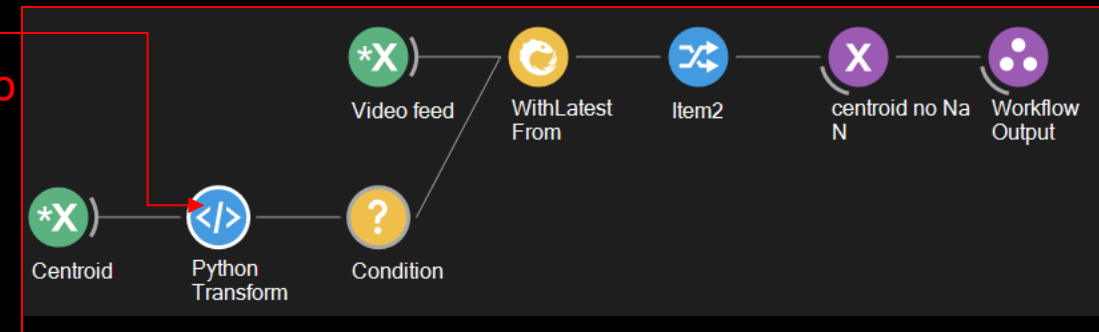 o
*X
X
Video feed
WithLatest
From
Item2
centroid no Na
N
Workflow
Output
*X
</>
?
Centroid
Python
Transform
Condition